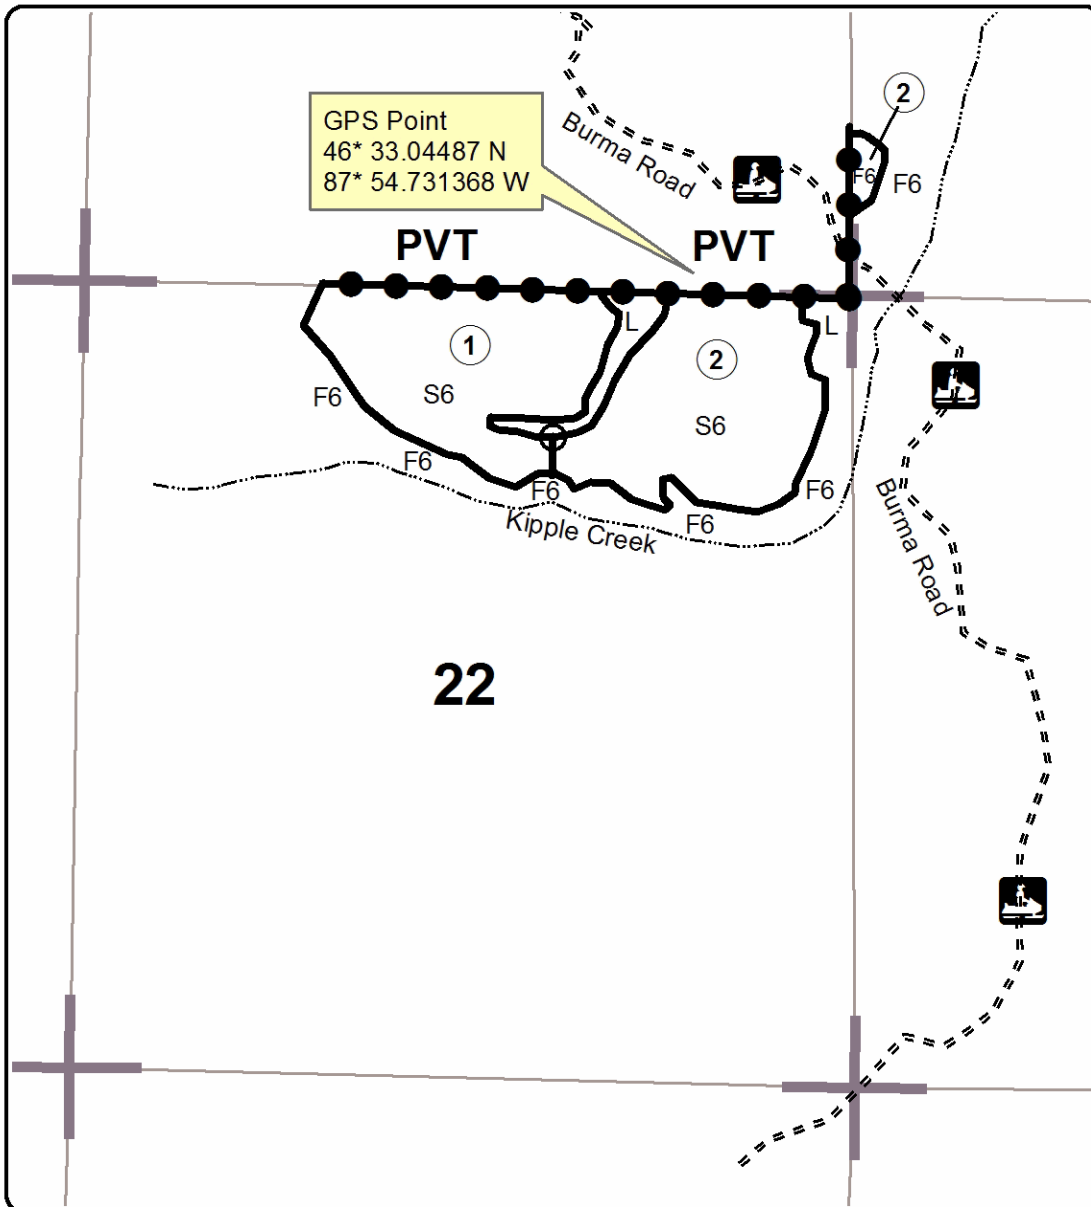 2
GPS Point
46* 33.04487 N
87* 54.731368 W
Burma Road
F6
F6
PVT
PVT
L
L
1
2
F6
S6
S6
F6
F6
F6
F6
Kipple Creek
Burma Road
22